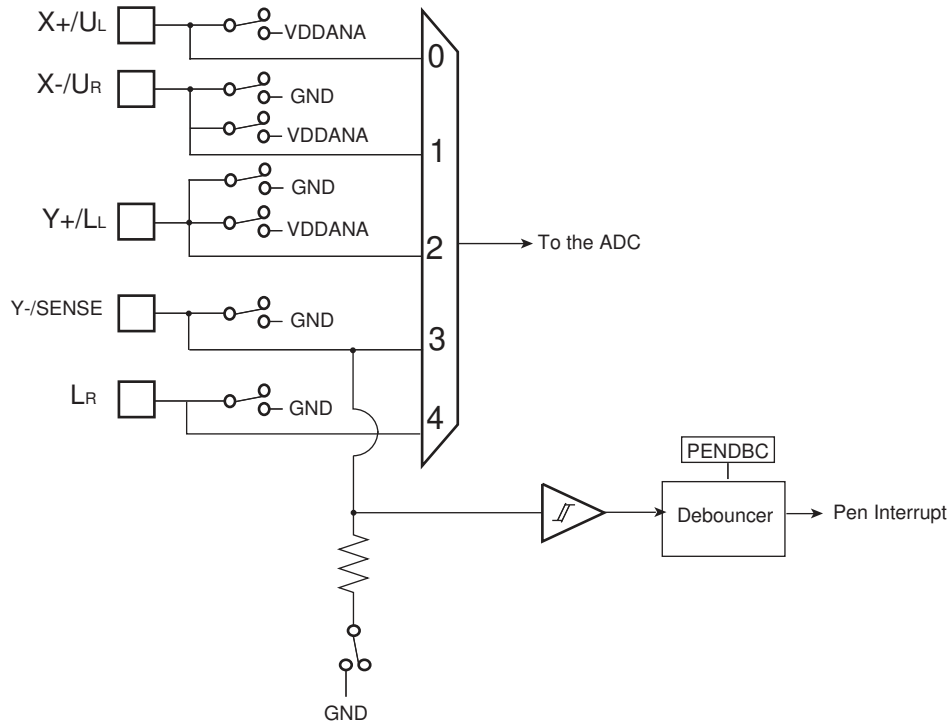 X+/UL
VDDANA
0
X-/UR
GND
VDDANA
1
GND
Y+/LL
VDDANA
2
To the ADC
Y-/SENSE
GND
3
LR
GND
4
PENDBC
Debouncer
Pen Interrupt
GND